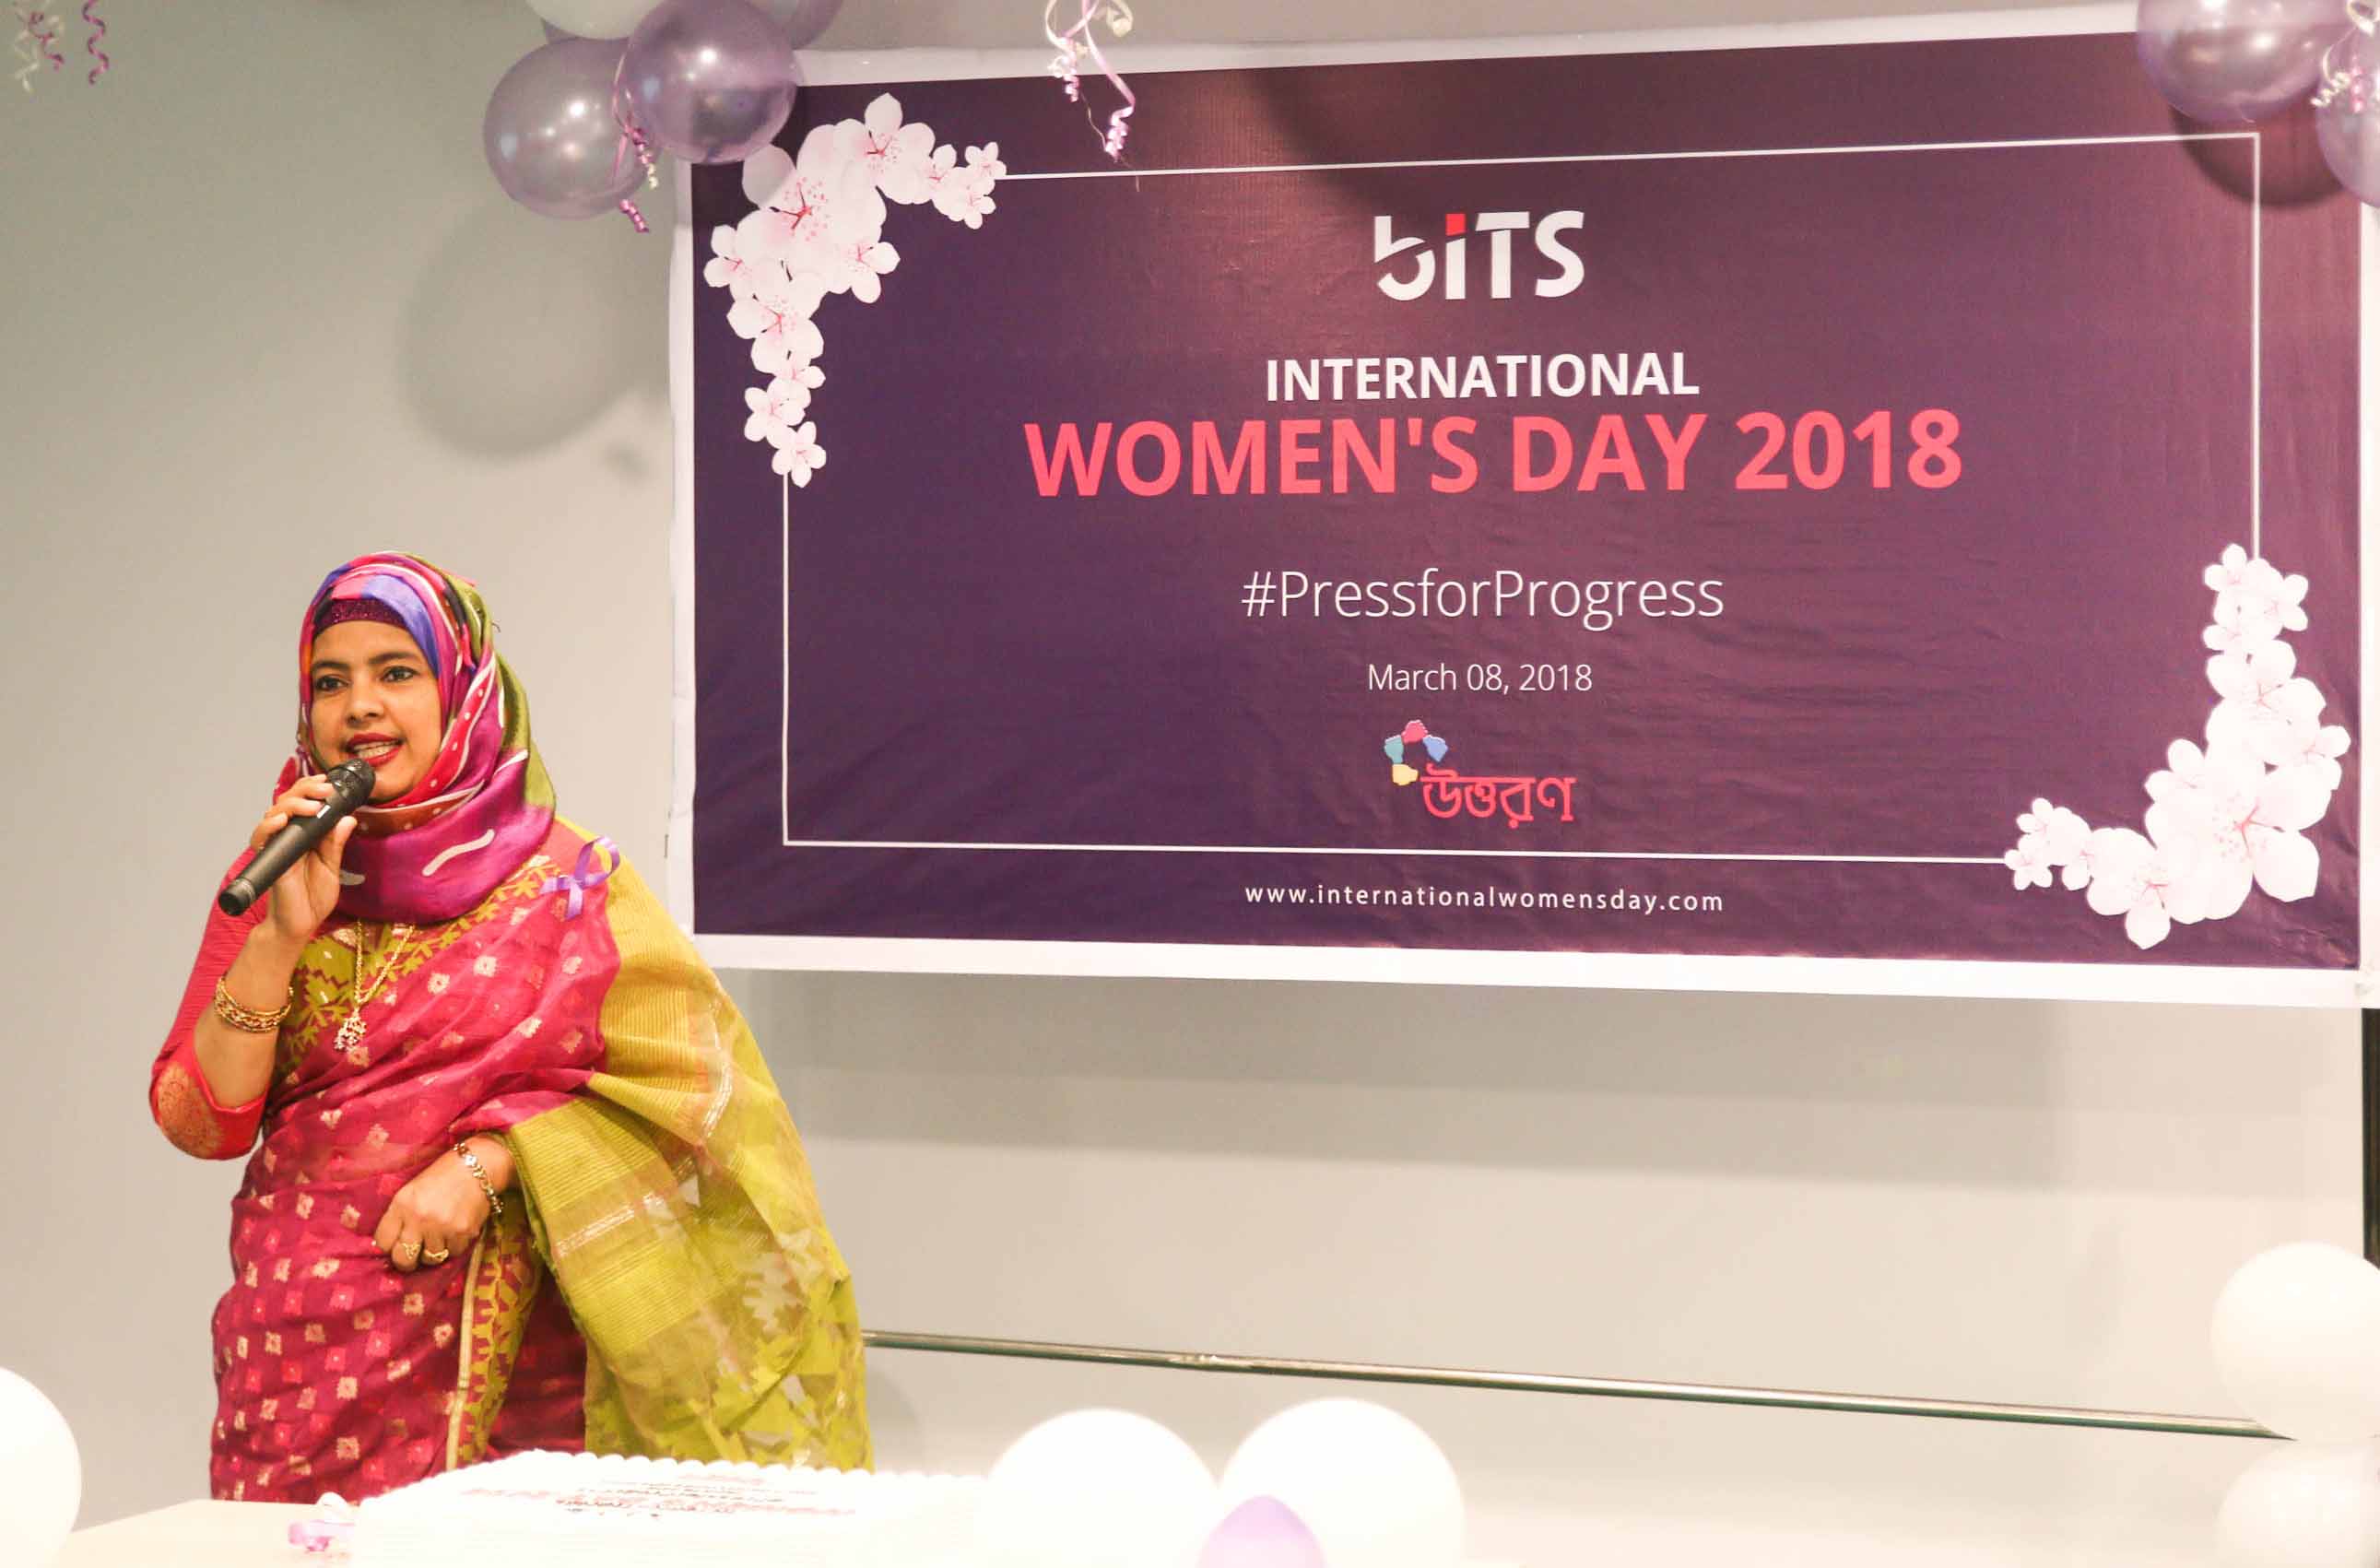 biTS
INTERNATIONAL
WOMEN'S DAY 2018
#PressforProgress
March 08, 2018
উত্তরণ
www.internationalwomensday.com